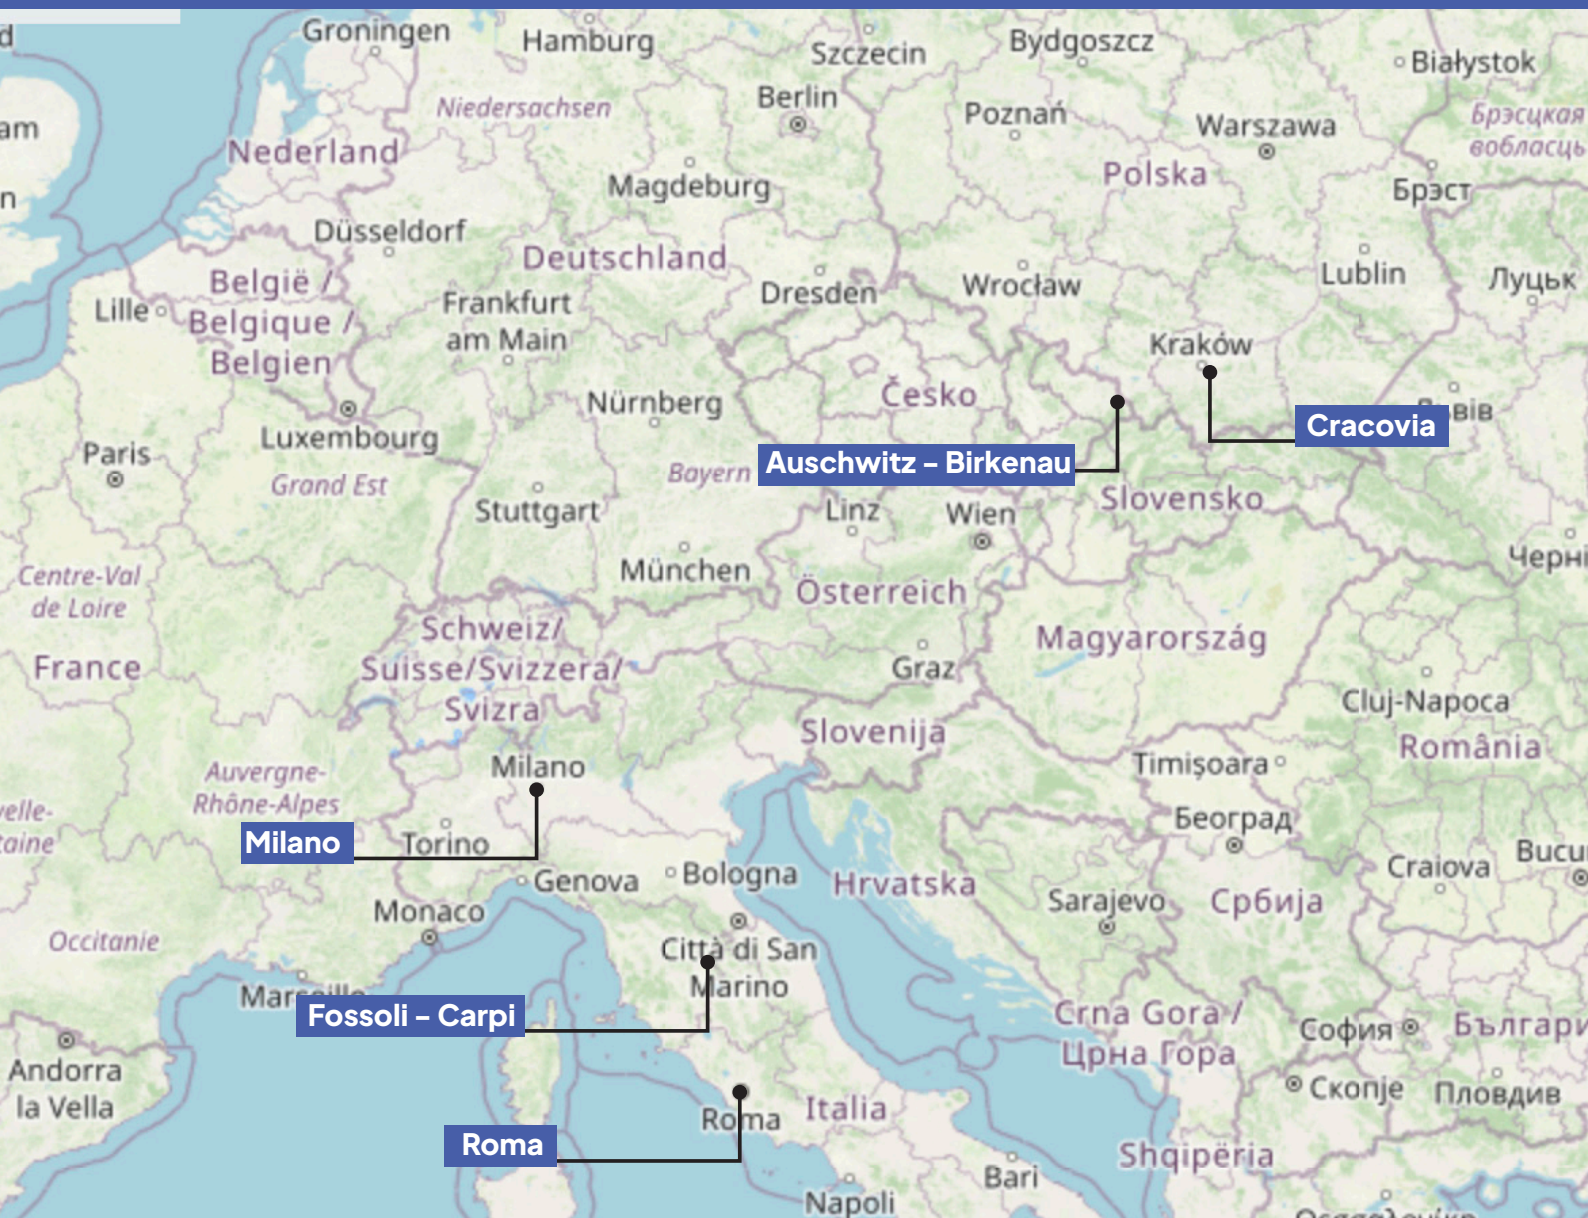 Groningen
Hamburg
Szczecin
Bydgoszcz
Białystok
Niedersachsen
Berlin
Poznań
Warszawa
Брэсцкая
вобласць
Nederland
Magdeburg
Polska
Брэст
Düsseldorf
Deutschland
België /
Belgique /
Belgien
Lille
Frankfurt
am Main
Dresden
Wrocław
Lublin
Луцьк
Kraków
Česko
Nürnberg
Luxembourg
Cracovia
Paris
Grand Est
Bayern
Auschwitz – Birkenau
Slovensko
Stuttgart
Linz
Wien
München
Centre-Val
de Loire
Österreich
Schweiz/
Suisse/Svizzera/
Svizra
Magyarország
France
Graz
Cluj-Napoca
Slovenija
România
Milano
Timișoara
Auvergne-
Rhône-Alpes
Београд
Milano
Torino
Craiova
Genova
Bologna
Hrvatska
Sarajevo
Србија
Monaco
Occitanie
Città di San
Marino
Fossoli – Carpi
Crna Gora /
Црна Гора
София
Andorra
la Vella
Скопје
Пловдив
Roma
Italia
Roma
Shqipëria
Bari
Napoli